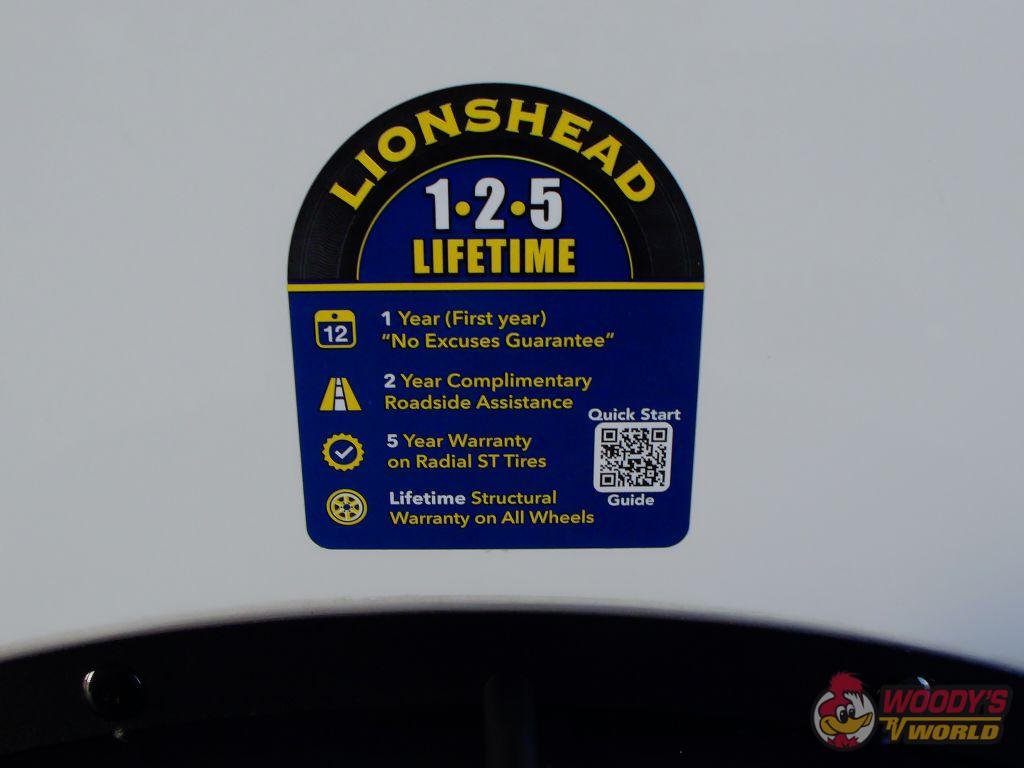 LIONSHEAD
1•2•5
LIFETIME
12
1 Year (First year)
“No Excuses Guarantee”
2 Year Complimentary
Roadside Assistance
5 Year Warranty
on Radial ST Tires
Lifetime Structural
Warranty on All Wheels
Quick Start
Guide
WOODY'S
RV WORLD